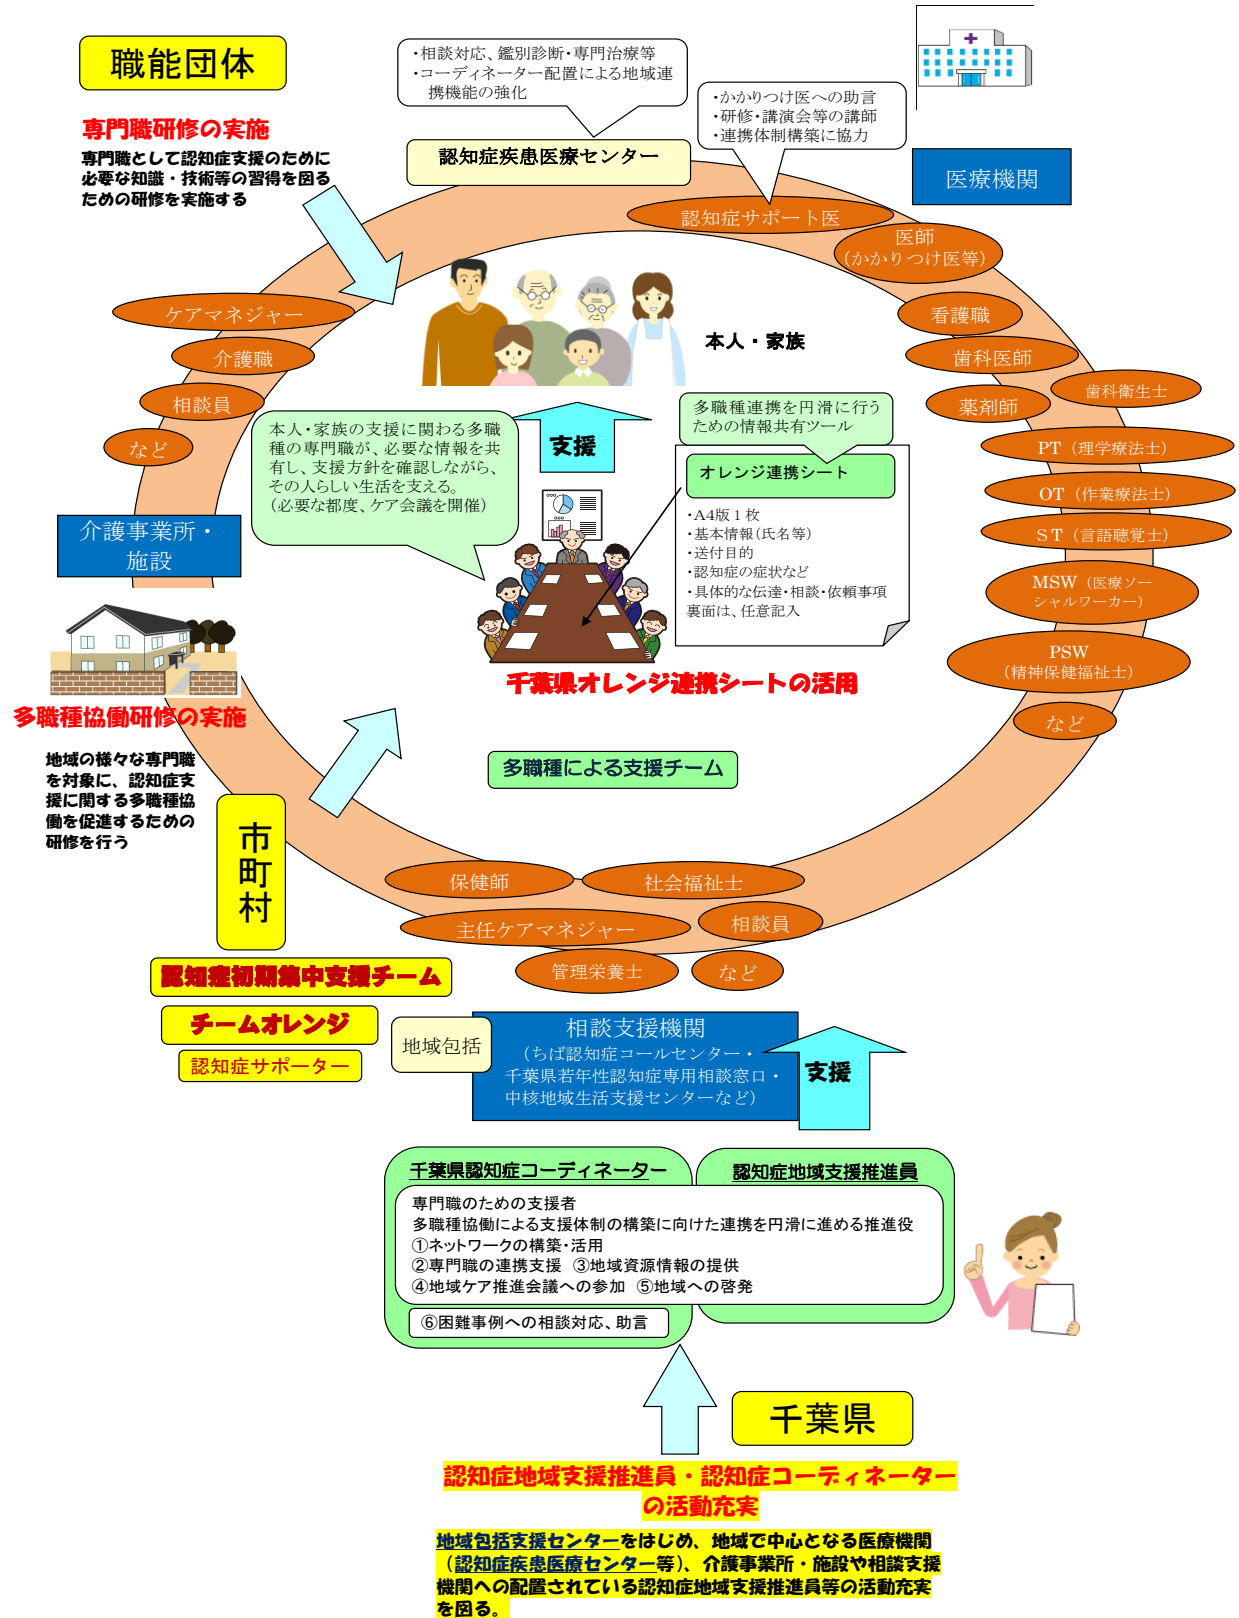 職能団体
専門職研修の実施
専門職として認知症支援のために
必要な知識・技術等の習得を図る
ための研修を実施する
・相談対応、鑑別診断・専門治療等
・コーディネーター配置による地域連
携機能の強化
認知症疾患医療センター
・かかりつけ医への助言
・研修・講演会等の講師
・連携体制構築に協力
医療機関
認知症サポート医
医師
（かかりつけ医等）
看護職
歯科医師
歯科衛生士
薬剤師
PT（理学療法士）
OT（作業療法士）
ST（言語聴覚士）
MSW（医療ソー
シャルワーカー）
PSW
（精神保健福祉士）
など
ケアマネジャー
介護職
相談員
など
介護事業所・
施設
本人・家族
支援
本人・家族の支援に関わる多職
種の専門職が、必要な情報を共
有し、支援方針を確認しながら、
その人らしい生活を支える。
（必要な都度、ケア会議を開催）
多職種連携を円滑に行う
ための情報共有ツール
オレンジ連携シート
・A4版１枚
・基本情報（氏名等）
・送付目的
・認知症の症状など
・具体的な伝達・相談・依頼事項
裏面は、任意記入
千葉県オレンジ連携シートの活用
多職種協働研修の実施
地域の様々な専門職
を対象に、認知症支
援に関する多職種協
働を促進するための
研修を行う
多職種による支援チーム
市町村
保健師
社会福祉士
主任ケアマネジャー
相談員
管理栄養士
など
認知症初期集中支援チーム
チームオレンジ
認知症サポーター
地域包括
相談支援機関
（ちば認知症コールセンター・
千葉県若年性認知症専用相談窓口・
中核地域生活支援センターなど）
支援
千葉県認知症コーディネーター
認知症地域支援推進員
専門職のための支援者
多職種協働による支援体制の構築に向けた連携を円滑に進める推進役
①ネットワークの構築・活用
②専門職の連携支援 ③地域資源情報の提供
④地域ケア推進会議への参加 ⑤地域への啓発
⑥困難事例への相談対応、助言
千葉県
認知症地域支援推進員・認知症コーディネーター
の活動充実
地域包括支援センターをはじめ、地域で中心となる医療機関
（認知症疾患医療センター等）、介護事業所・施設や相談支援
機関への配置されている認知症地域支援推進員等の活動充実
を図る。